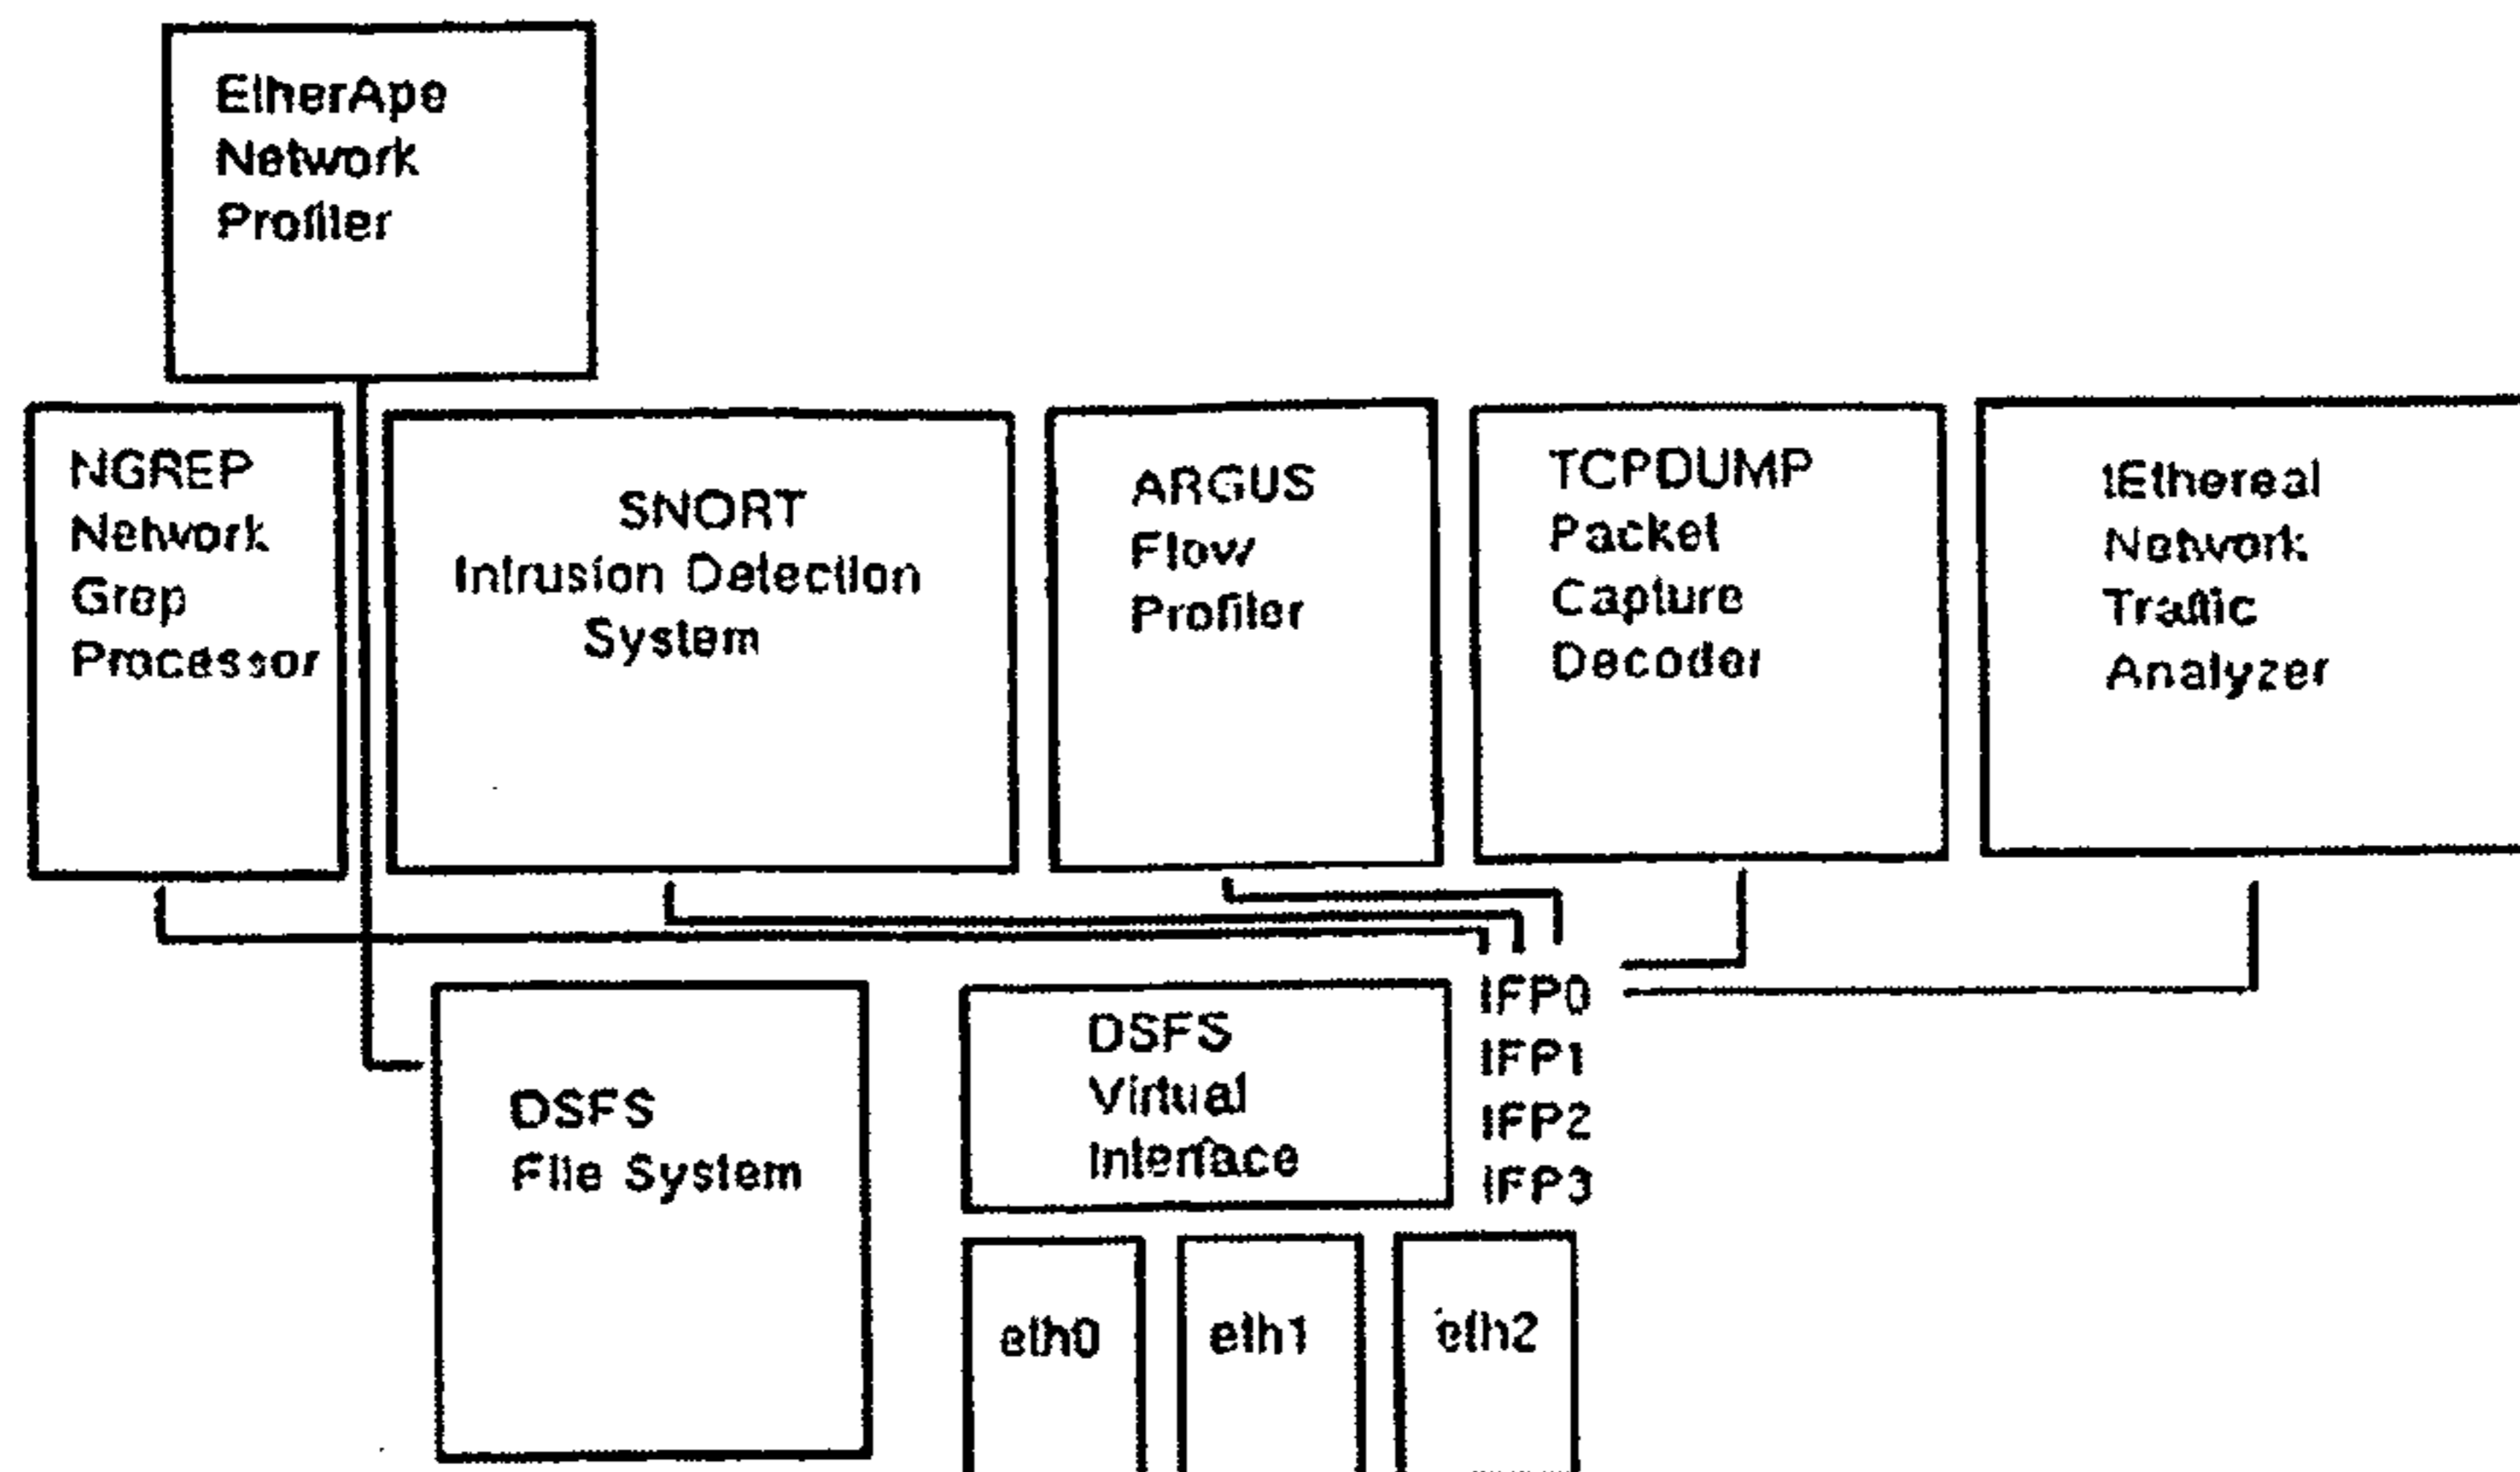 EtherApe
Network
Profiler
NGREP
Network
Grep
Processor
SNORT
Intrusion Detection
System
ARGUS
Flow
Profiler
TCPDUMP
Packet
Capture
Decoder
tEthereal
Network
Traffic
Analyzer
DSFS
File System
DSFS
Virtual
Interface
IFP0
IFP1
IFP2
IFP3
eth0
eth1
eth2